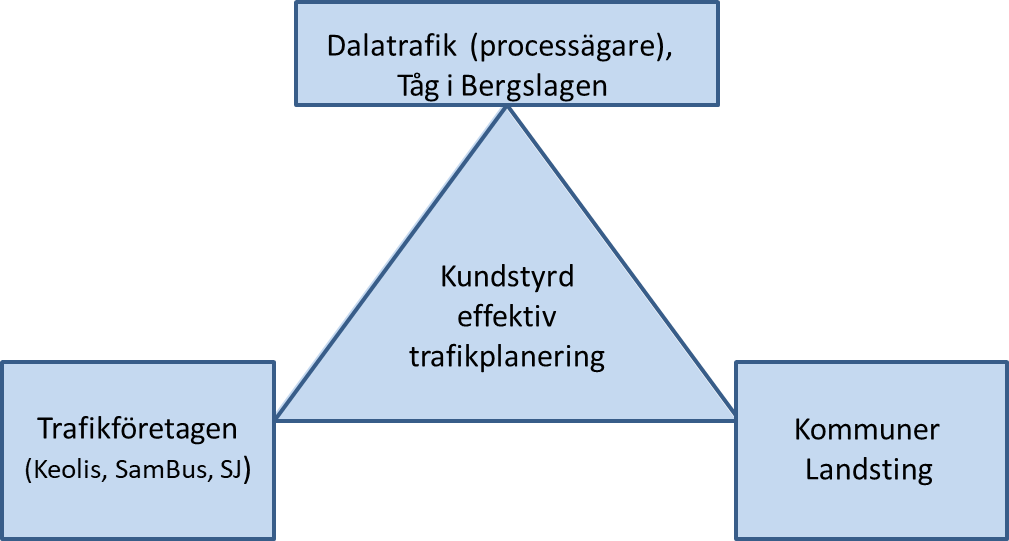 Dalatrafik (processägare),
Tåg i Bergslagen
Kundstyrd
effektiv
trafikplanering
Trafikföretagen
(Keolis, SamBus, SJ)
Kommuner
Landsting